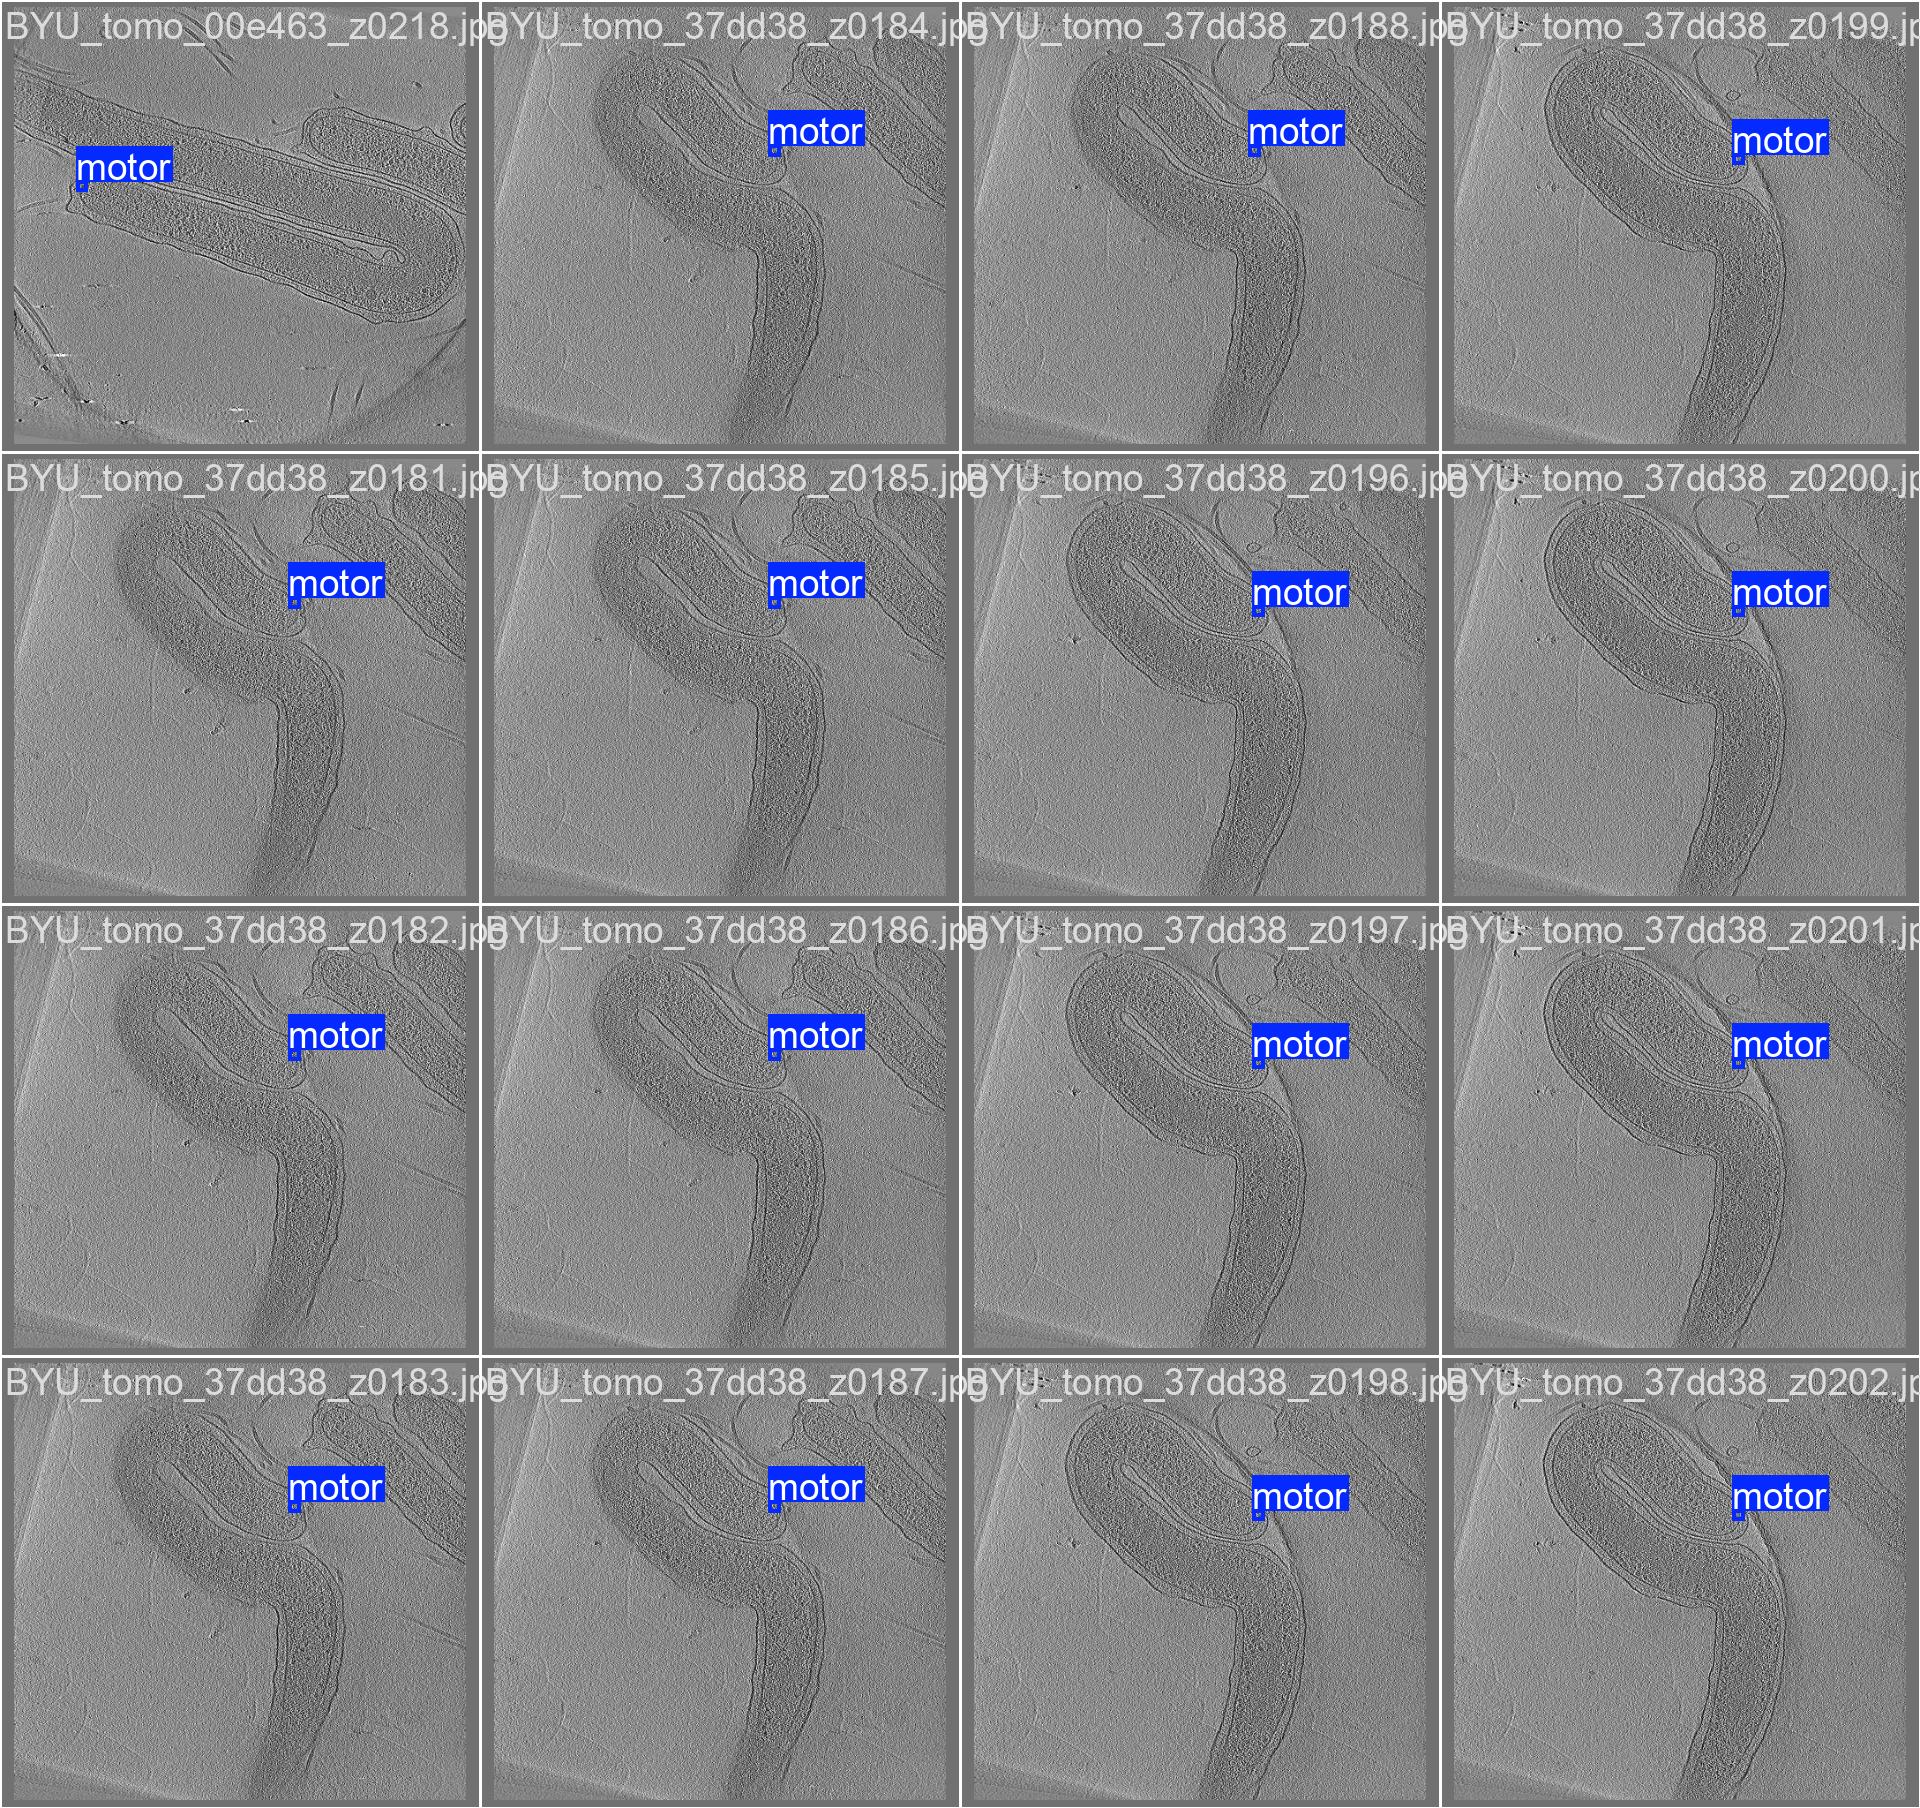 BYU_tomo_00e463_z0218.jpg
BYU_tomo_37dd38_z0184.jpg
BYU_tomo_37dd38_z0188.jpg
BYU_tomo_37dd38_z0199.j
motor
motor
motor
motor
BYU_tomo_37dd38_z0181.jpg
BYU_tomo_37dd38_z0185.jpg
BYU_tomo_37dd38_z0196.jpg
BYU_tomo_37dd38_z0200.jp
motor
motor
motor
motor
BYU_tomo_37dd38_z0182.jpg
BYU_tomo_37dd38_z0186.jpg
BYU_tomo_37dd38_z0197.jpg
BYU_tomo_37dd38_z0201.jp
motor
motor
motor
motor
BYU_tomo_37dd38_z0183.jpg
BYU_tomo_37dd38_z0187.jpg
BYU_tomo_37dd38_z0198.jpg
BYU_tomo_37dd38_z0202.jp
motor
motor
motor
motor